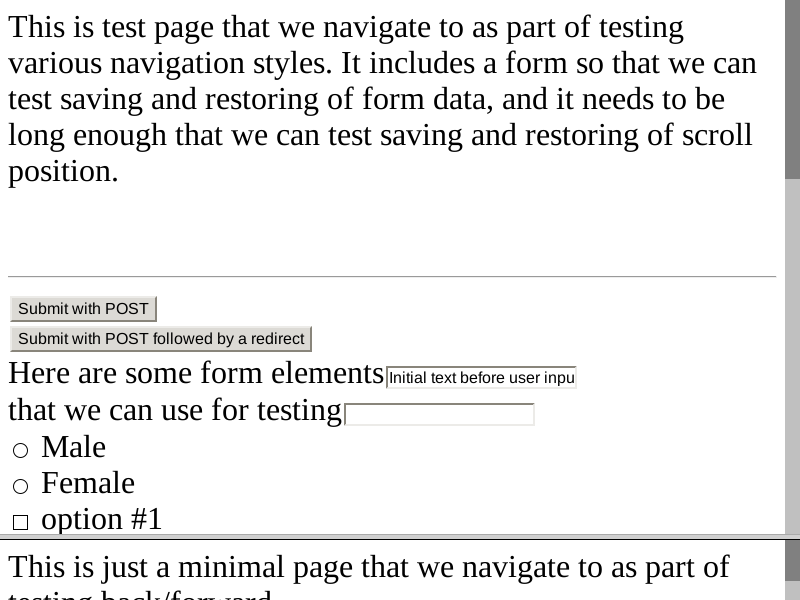 This is test page that we navigate to as part of testing
various navigation styles. It includes a form so that we can
test saving and restoring of form data, and it needs to be
long enough that we can test saving and restoring of scroll
position.
Submit with POST
Submit with POST followed by a redirect
Here are some form elements Initial text before user inpu
that we can use for testing
Male
Female
option #1
This is just a minimal page that we navigate to as part of
testing back/forward